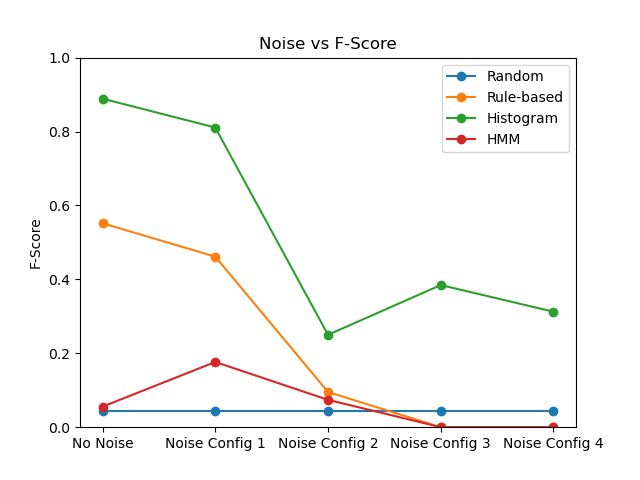 Noise vs F-Score
1.0
0.8
0.6
0.4
0.2
0.0
F-Score
Random
Rule-based
Histogram
HMM
No Noise
Noise Config 1
Noise Config 2
Noise Config 3
Noise Config 4